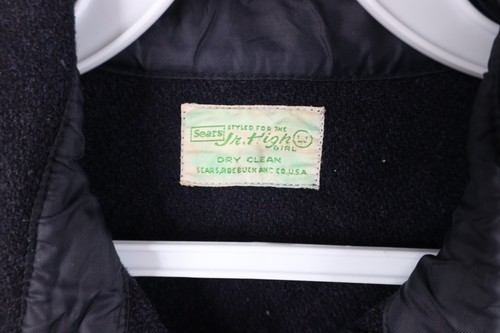 Sears STYLED FOR THE
Jr. High
GIRL
DRY CLEAN
SEARS, ROEBUCK AND CO. U.S.A.